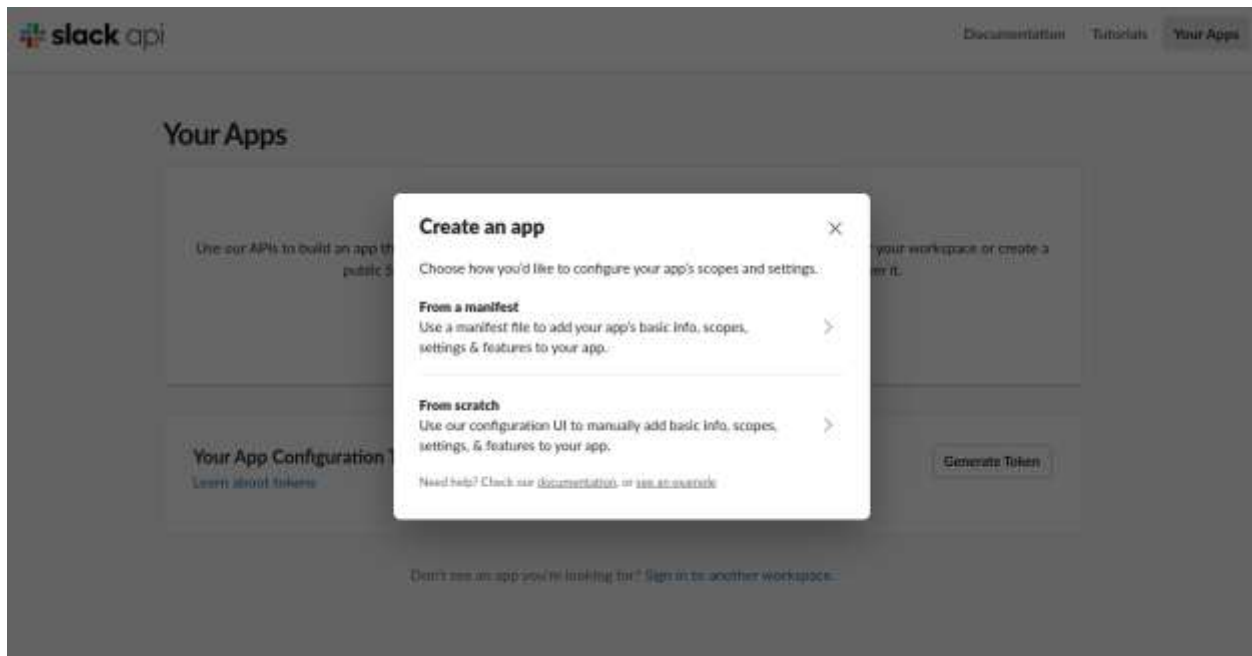 slack api
Documentation Tutorials Your Apps
Your Apps
Use our APIs to build an app th
your workspace or create a
public S
er it.
Create an app
Choose how you'd like to configure your app's scopes and settings.
From a manifest
Use a manifest file to add your app's basic info, scopes,
settings & features to your app.
From scratch
Use our configuration UI to manually add basic info, scopes,
settings, & features to your app.
Need help? Check our documentation, or see an example
Your App Configuration T
Learn about tokens
Generate Token
Don't see an app you're looking for? Sign in to another workspace.